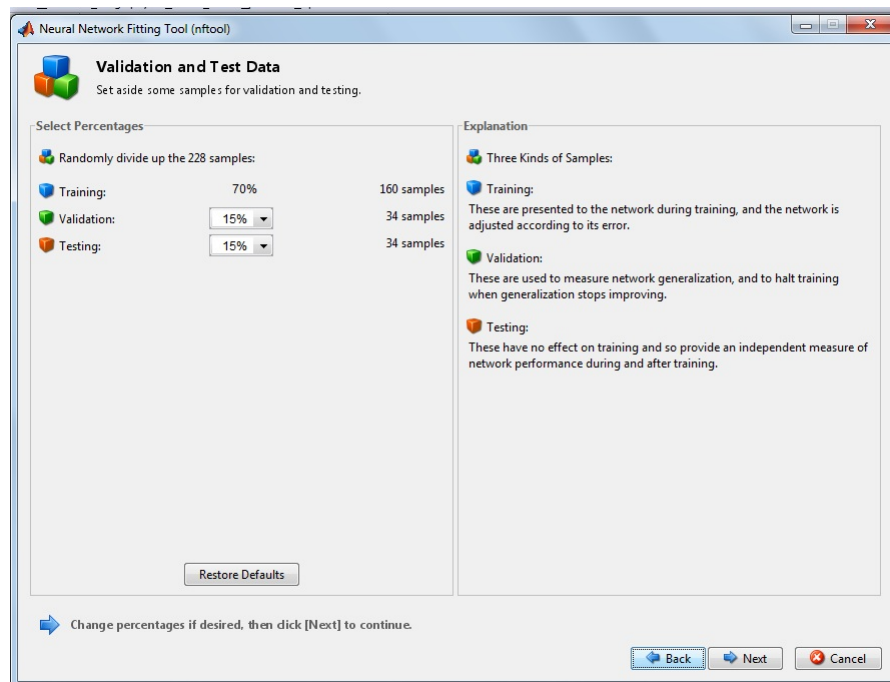 Neural Network Fitting Tool (nftool)
Validation and Test Data
Set aside some samples for validation and testing.
Select Percentages
Randomly divide up the 228 samples:
Training: 70% 160 samples
Validation: 15% 34 samples
Testing: 15% 34 samples
Restore Defaults
Explanation
Three Kinds of Samples:
Training:
These are presented to the network during training, and the network is
adjusted according to its error.
Validation:
These are used to measure network generalization, and to halt training
when generalization stops improving.
Testing:
These have no effect on training and so provide an independent measure of
network performance during and after training.
Change percentages if desired, then click [Next] to continue.
Back Next Cancel